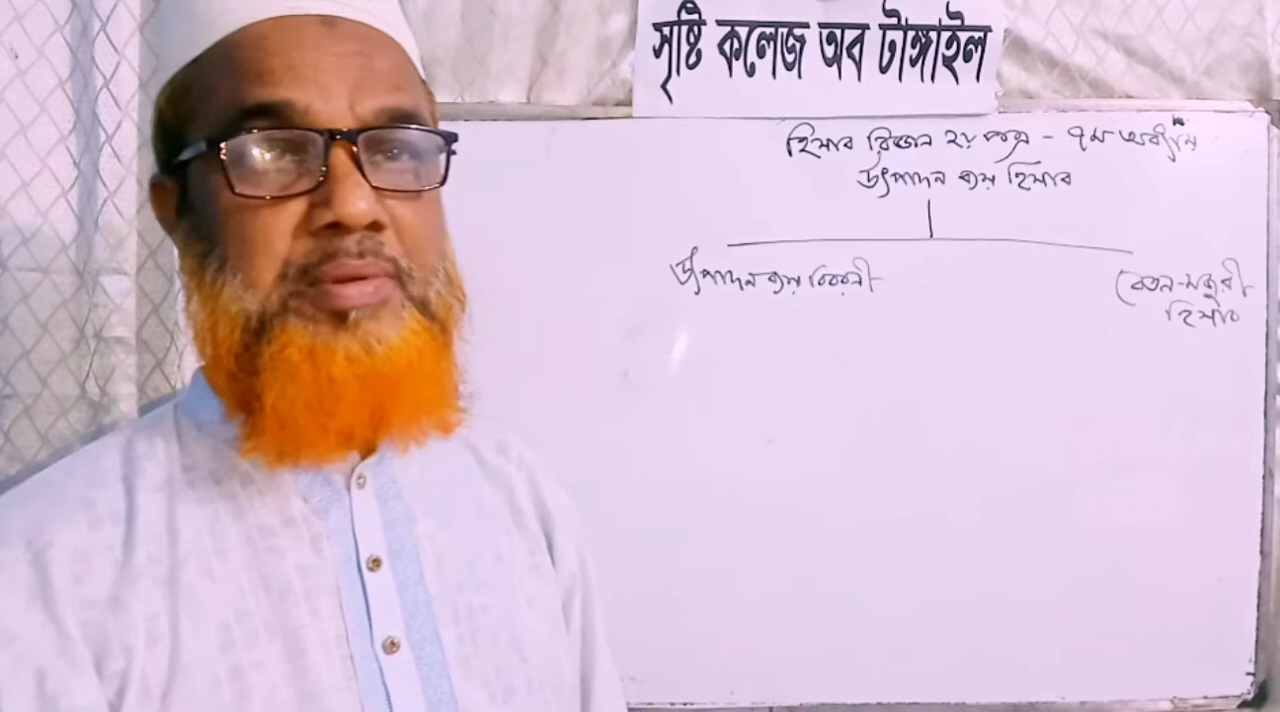 সৃষ্টি কলেজ অব টাঙ্গাইল
হিসাব বিজ্ঞান ২য় পত্র - ৭ম অধ্যায়
উৎপাদন ব্যয় হিসাব
উৎপাদন ব্যয় বিবরণী
বেতন-মজুরী
হিসাব